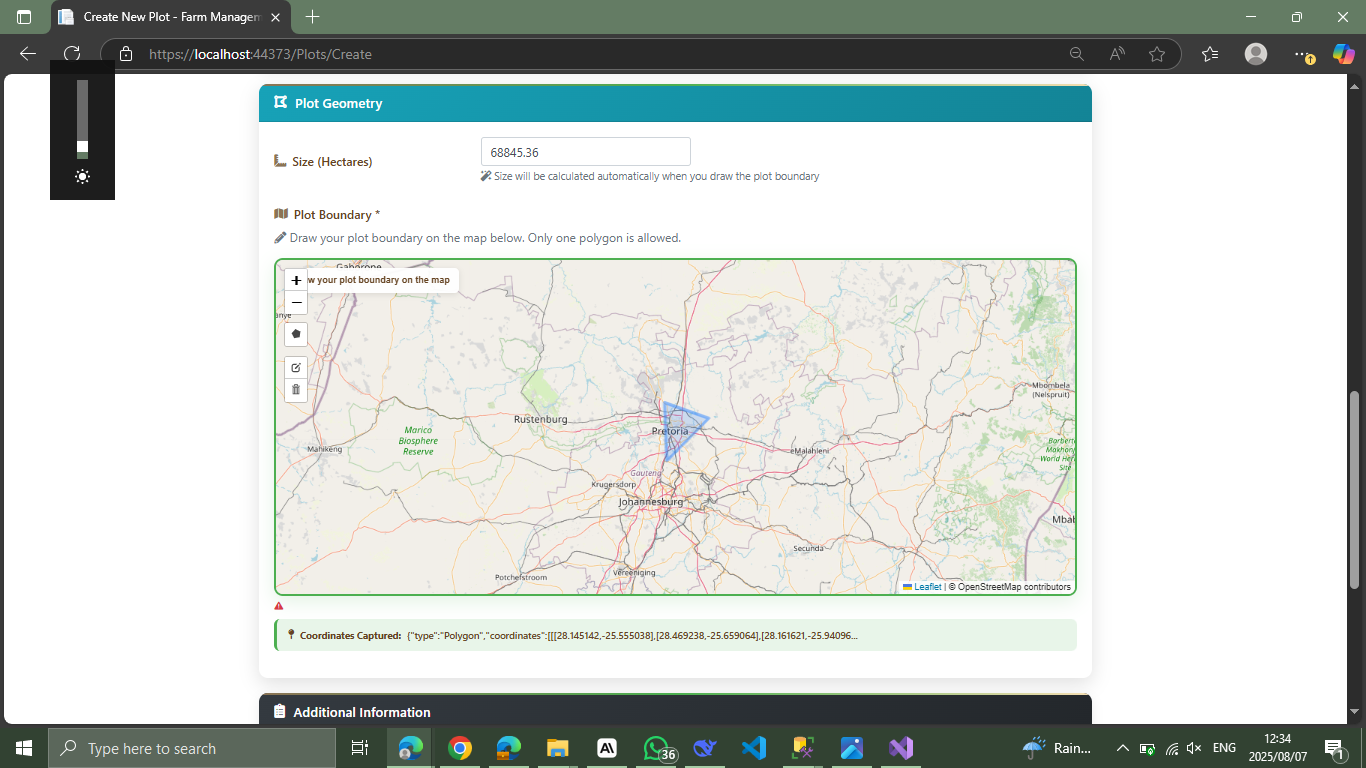 Create New Plot - Farm Managem
https://localhost:44373/Plots/Create
Plot Geometry
Size (Hectares)
68845.36
Size will be calculated automatically when you draw the plot boundary
Plot Boundary *
Draw your plot boundary on the map below. Only one polygon is allowed.
Gaborone
+
w your plot boundary on the map
−
anye
Mbombela
(Nelspruit)
Rustenburg
Marico
Biosphere
Reserve
Pretoria
Mahikeng
eMalahleni
Barberto
Makhon
World Her
Site
Gauteng
Krugersdorp
Johannesburg
Mbab
Secunda
Vereeniging
Potchefstroom
Leaflet | © OpenStreetMap contributors
Coordinates Captured: {"type":"Polygon","coordinates":[[[28.145142,-25.555038],[28.469238,-25.659064],[28.161621,-25.94096...
Additional Information
Type here to search
36
Rain...
ENG
12:34
2025/08/07
1